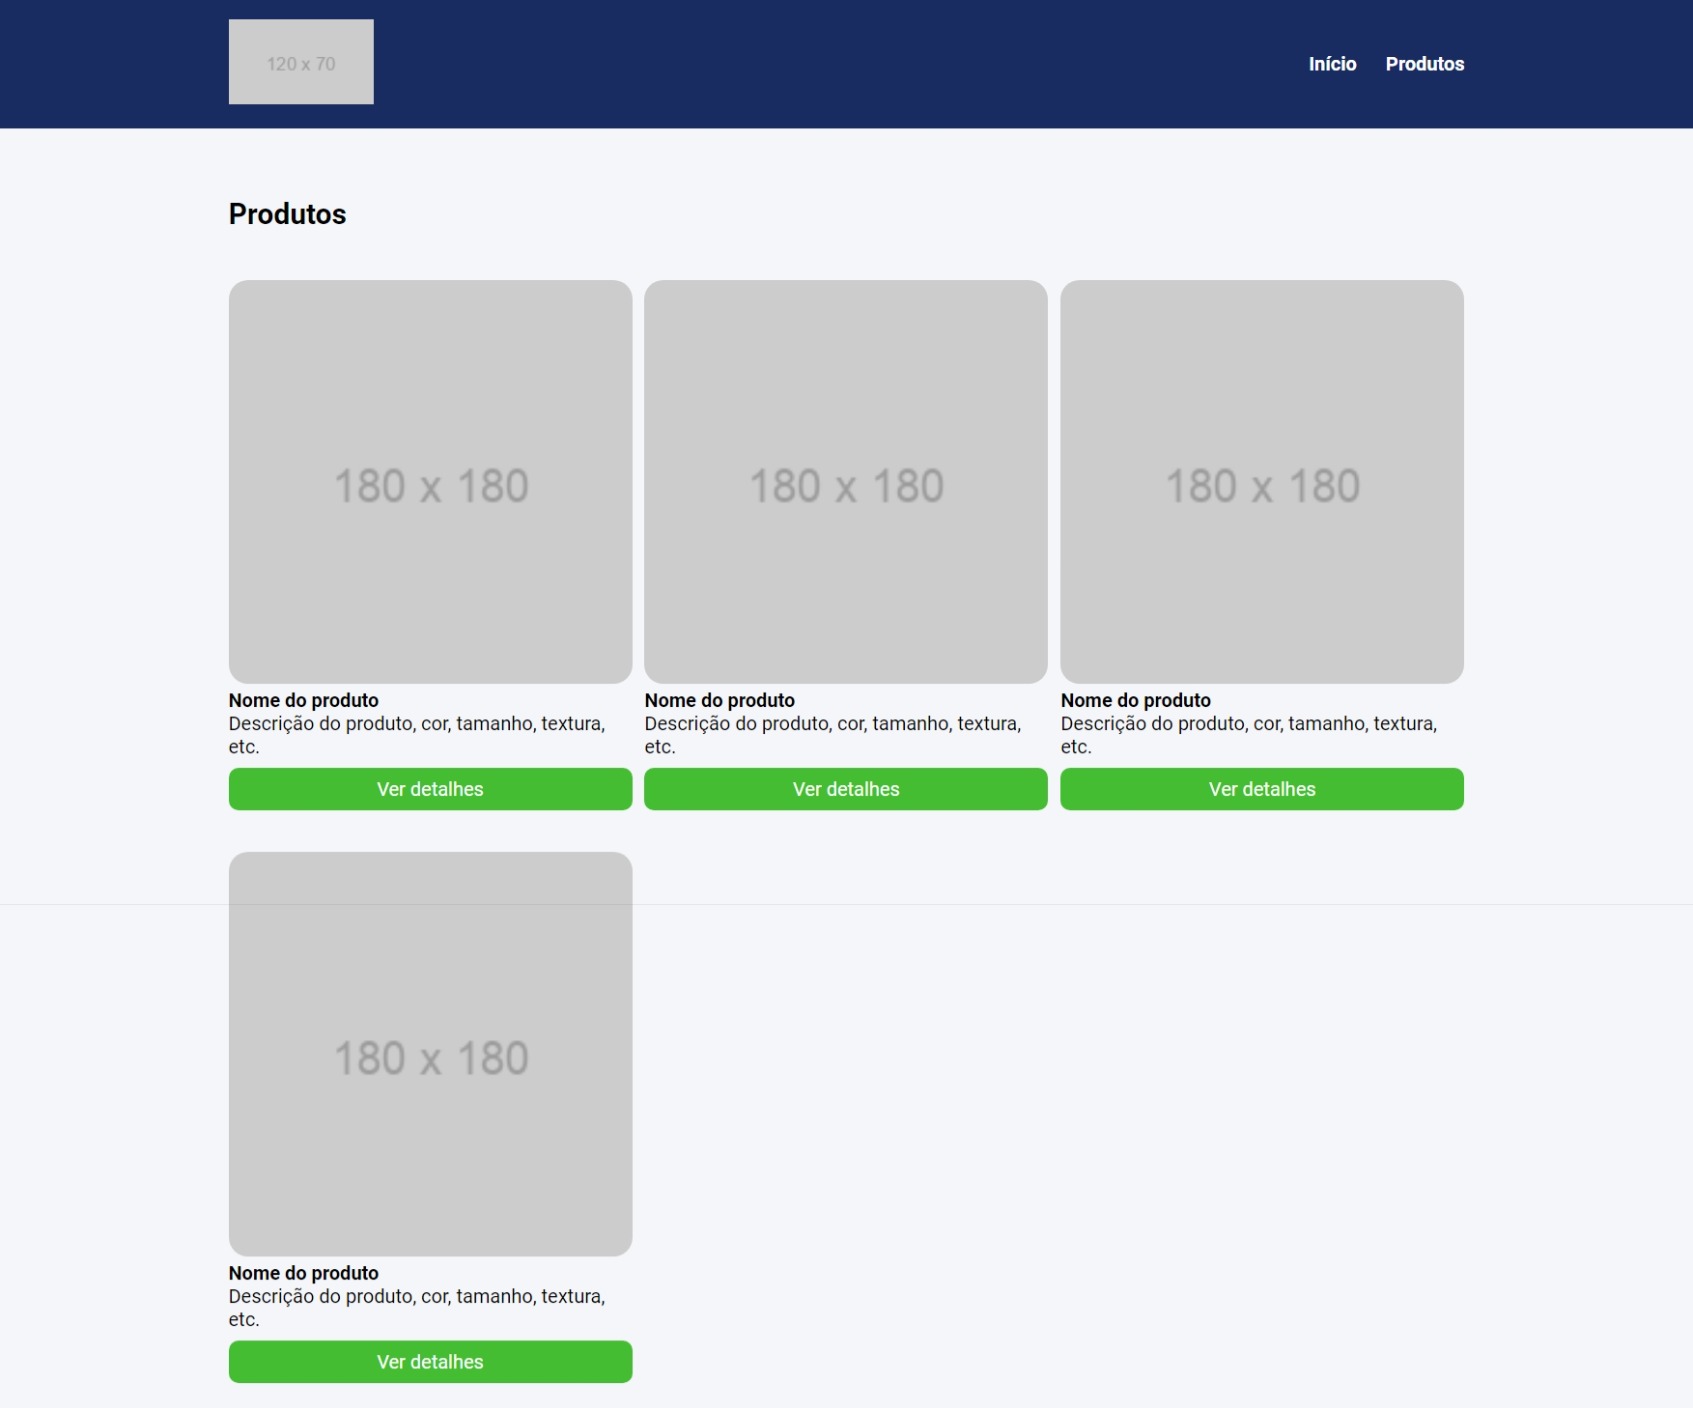 120 x 70
Início Produtos
Produtos
180 x 180
180 x 180
180 x 180
Nome do produto
Descrição do produto, cor, tamanho, textura,
etc.
Ver detalhes
Nome do produto
Descrição do produto, cor, tamanho, textura,
etc.
Ver detalhes
Nome do produto
Descrição do produto, cor, tamanho, textura,
etc.
Ver detalhes
180 x 180
Nome do produto
Descrição do produto, cor, tamanho, textura,
etc.
Ver detalhes